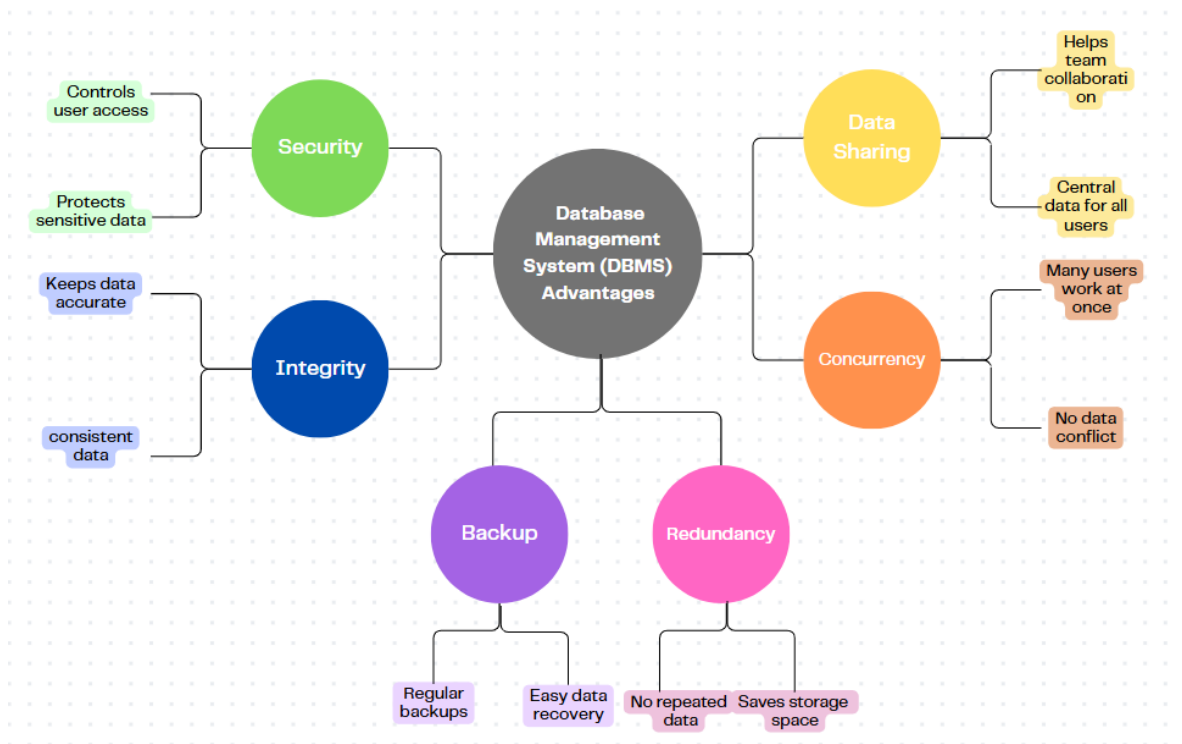 Controls
user access
Security
Protects
sensitive data
Keeps data
accurate
Integrity
consistent
data
Database
Management
System (DBMS)
Advantages
Data
Sharing
Helps
team
collaborati
on
Central
data for all
users
Concurrency
Many users
work at
once
No data
conflict
Backup
Regular
backups
Easy data
recovery
Redundancy
No repeated
data
Saves storage
space